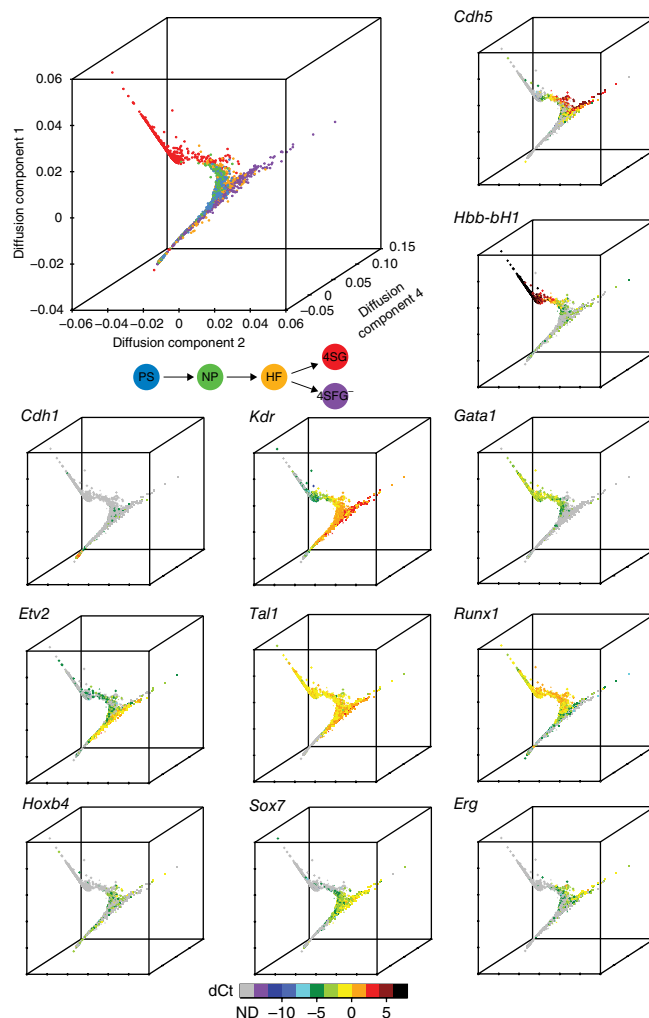 Cdh5
0.06
0.04
0.02
0
−0.02
−0.04
Diffusion component 1
−0.06 −0.04 −0.02 0 0.02 0.04 0.06
Diffusion component 2
−0.05
0
0.05
0.10
0.15
Diffusion
component 4
Hbb-bH1
PS
NP
HF
4SG
4SFG−
Cdh1
Kdr
Gata1
Etv2
Tal1
Runx1
Hoxb4
Sox7
Erg
dCt
ND −10 −5 0 5